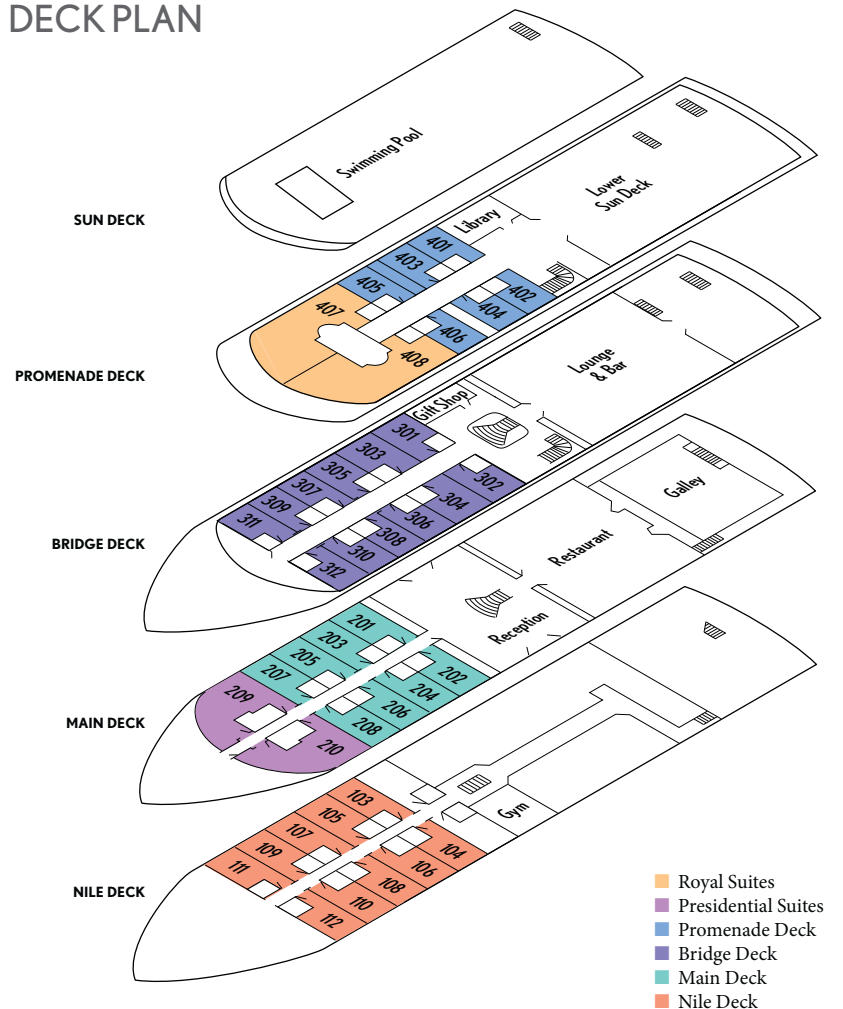 DECK PLAN
SUN DECK
Swimming Pool
PROMENADE DECK
Library
Lower
Sun Deck
401
403
405
407
402
404
406
408
BRIDGE DECK
Gift Shop
Lounge
& Bar
301
303
305
307
309
311
302
304
306
308
310
312
MAIN DECK
Galley
Restaurant
Reception
201
203
205
207
209
202
204
206
208
210
NILE DECK
Gym
103
105
107
109
111
104
106
108
110
112
Royal Suites
Presidential Suites
Promenade Deck
Bridge Deck
Main Deck
Nile Deck